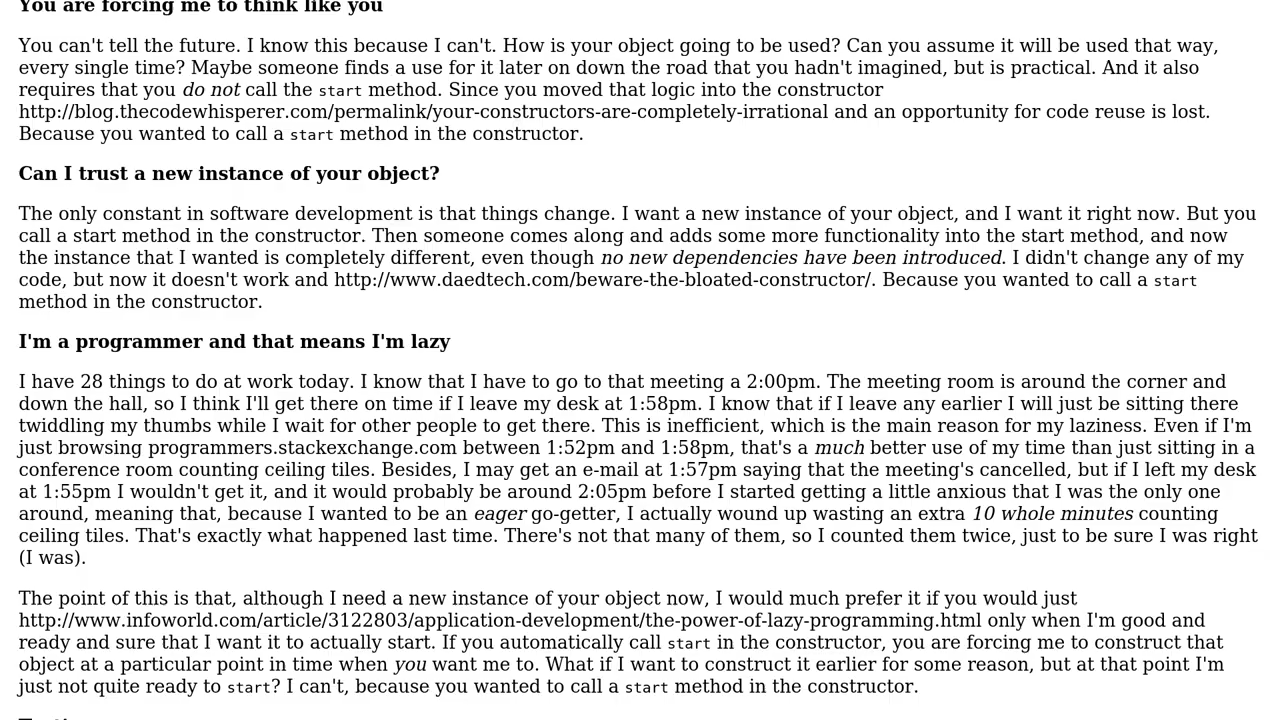 You are forcing me to think like you
You can't tell the future. I know this because I can't. How is your object going to be used? Can you assume it will be used that way,
every single time? Maybe someone finds a use for it later on down the road that you hadn't imagined, but is practical. And it also
requires that you do not call the start method. Since you moved that logic into the constructor
http://blog.thecodewhisperer.com/permalink/your-constructors-are-completely-irrational and an opportunity for code reuse is lost.
Because you wanted to call a start method in the constructor.
Can I trust a new instance of your object?
The only constant in software development is that things change. I want a new instance of your object, and I want it right now. But you
call a start method in the constructor. Then someone comes along and adds some more functionality into the start method, and now
the instance that I wanted is completely different, even though no new dependencies have been introduced. I didn't change any of my
code, but now it doesn't work and http://www.daedtech.com/beware-the-bloated-constructor/. Because you wanted to call a start
method in the constructor.
I'm a programmer and that means I'm lazy
I have 28 things to do at work today. I know that I have to go to that meeting a 2:00pm. The meeting room is around the corner and
down the hall, so I think I'll get there on time if I leave my desk at 1:58pm. I know that if I leave any earlier I will just be sitting there
twiddling my thumbs while I wait for other people to get there. This is inefficient, which is the main reason for my laziness. Even if I'm
just browsing programmers.stackexchange.com between 1:52pm and 1:58pm, that's a much better use of my time than just sitting in a
conference room counting ceiling tiles. Besides, I may get an e-mail at 1:57pm saying that the meeting's cancelled, but if I left my desk
at 1:55pm I wouldn't get it, and it would probably be around 2:05pm before I started getting a little anxious that I was the only one
around, meaning that, because I wanted to be an eager go-getter, I actually wound up wasting an extra 10 whole minutes counting
ceiling tiles. That's exactly what happened last time. There's not that many of them, so I counted them twice, just to be sure I was right
(I was).
The point of this is that, although I need a new instance of your object now, I would much prefer it if you would just
http://www.infoworld.com/article/3122803/application-development/the-power-of-lazy-programming.html only when I'm good and
ready and sure that I want it to actually start. If you automatically call start in the constructor, you are forcing me to construct that
object at a particular point in time when you want me to. What if I want to construct it earlier for some reason, but at that point I'm
just not quite ready to start? I can't, because you wanted to call a start method in the constructor.